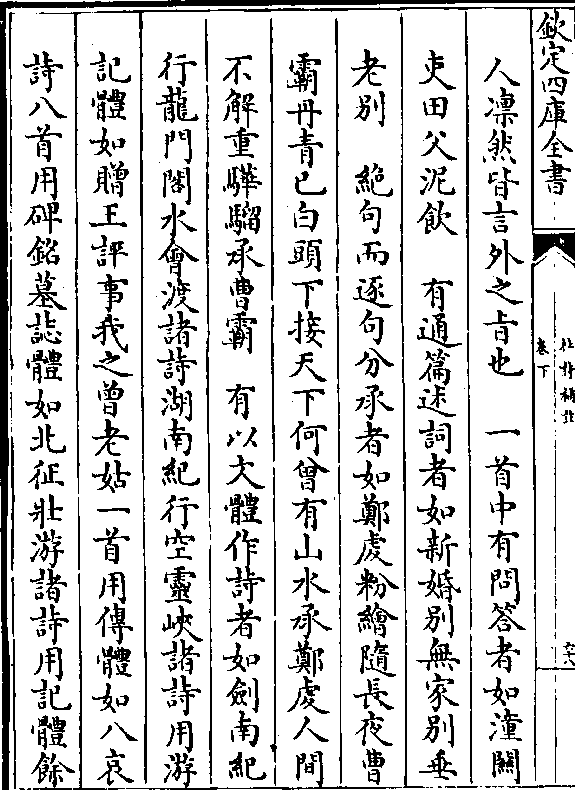 欽定四庫全書
人凛然皆言外之旨也　一首中有問答者如潼關
吏田父泥飲　有通篇述詞者如新婚別無家別垂
老別　絶句而逐句分承者如鄭虔粉繪隨長夜曹
霸丹青已白頭下接天下何曾有山水承鄭虔人間
不解重驊騮承曹霸　有以文體作詩者如劍南紀
行龍門閣水會渡諸詩湖南紀行空靈峽諸詩用游
記體如贈王評事我之曾老姑一首用傳體如八哀
詩八首用碑銘墓誌體如北征壯游諸詩用記體餘
杜詩補註
卷下